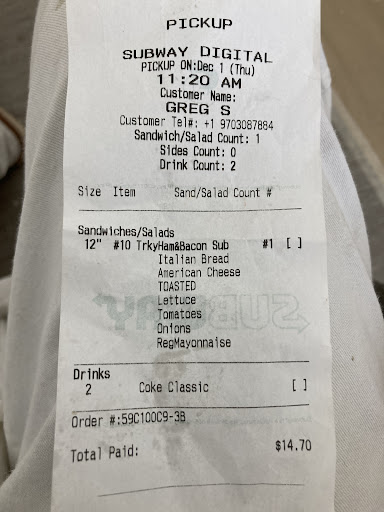 PICKUP
SUBWAY DIGITAL
PICKUP ON:Dec 1 (Thu)
11:20 AM
Customer Name:
GREG S
Customer Tel#: +1 9703087884
Sandwich/Salad Count: 1
Sides Count: 0
Drink Count: 2
Size Item Sand/Salad Count #
Sandwiches/Salads
12" #10 TrkyHam&Bacon Sub #1 [ ]
Italian Bread
American Cheese
TOASTED
Lettuce
Tomatoes
Onions
RegMayonnaise
SUBWAY
Drinks
2 Coke Classic [ ]
Order #:59C100C9-3B
Total Paid: $14.70